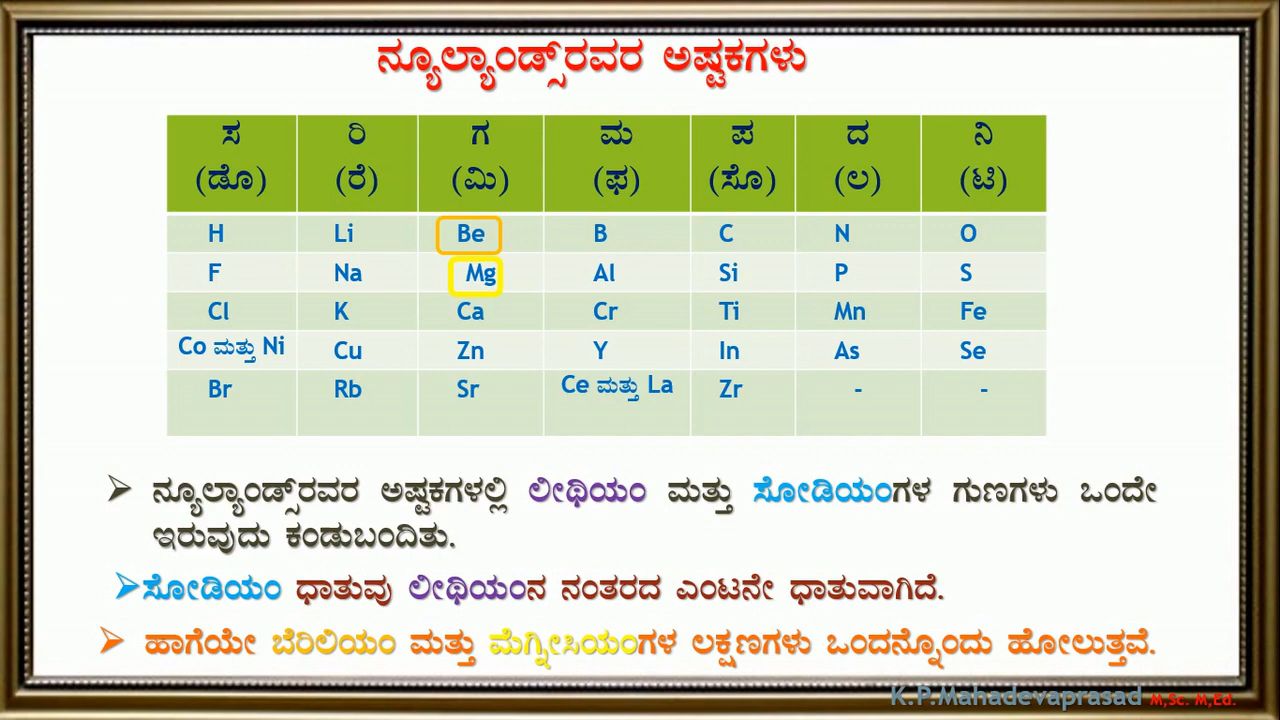 ನ್ಯೂಲ್ಯಾಂಡ್ಸ್‌ರವರ ಅಷ್ಟಕಗಳು
ಸ ರಿ ಗ ಮ ಪ ದ ನಿ
(ಡೊ) (ರೆ) (ಮಿ) (ಫ) (ಸೊ) (ಲ) (ಟಿ)
H Li Be B C N O
F Na Mg Al Si P S
Cl K Ca Cr Ti Mn Fe
Co ಮತ್ತು Ni Cu Zn Y In As Se
Br Rb Sr Ce ಮತ್ತು La Zr - -
➢ ನ್ಯೂಲ್ಯಾಂಡ್ಸ್‌ರವರ ಅಷ್ಟಕಗಳಲ್ಲಿ ಲೀಥಿಯಂ ಮತ್ತು ಸೋಡಿಯಂಗಳ ಗುಣಗಳು ಒಂದೇ
ಇರುವುದು ಕಂಡುಬಂದಿತು.
➢ಸೋಡಿಯಂ ಧಾತುವು ಲೀಥಿಯಂನ ನಂತರದ ಎಂಟನೇ ಧಾತುವಾಗಿದೆ.
➢ ಹಾಗೆಯೇ ಬೆರಿಲಿಯಂ ಮತ್ತು ಮೆಗ್ನೀಸಿಯಂಗಳ ಲಕ್ಷಣಗಳು ಒಂದನ್ನೊಂದು ಹೋಲುತ್ತವೆ.
K.P.Mahadevaprasad M,Sc. M,Ed.